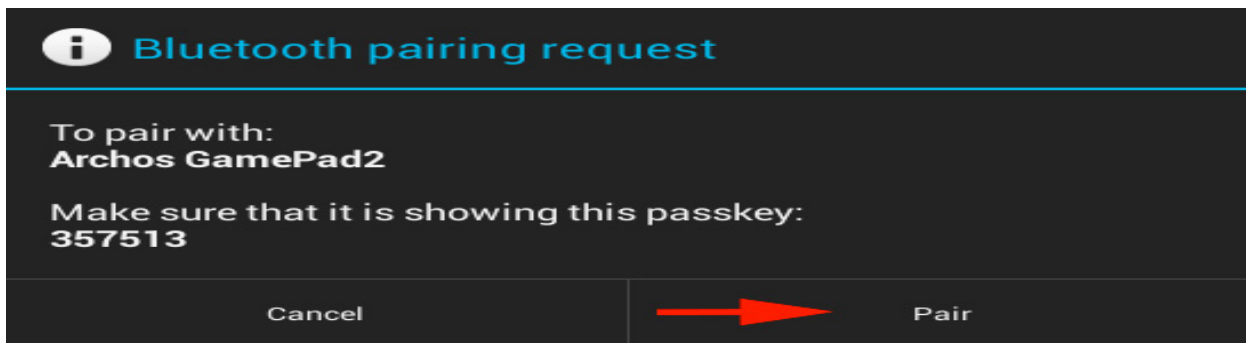 Bluetooth pairing request
To pair with:
Archos GamePad2
Make sure that it is showing this passkey:
357513
Cancel
Pair